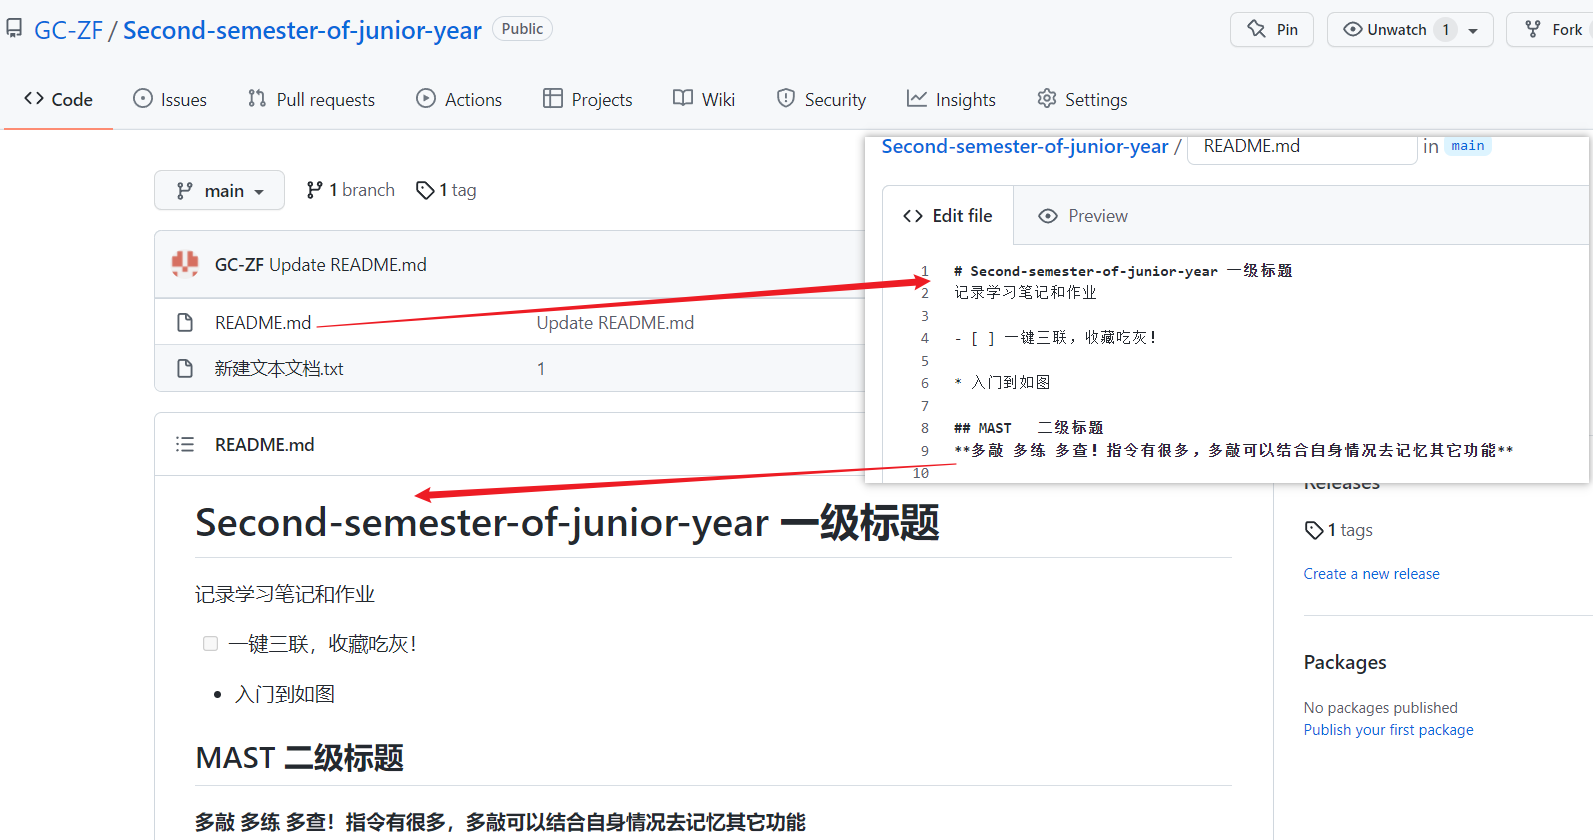 GC-ZF / Second-semester-of-junior-year Public
Pin
Unwatch 1
Fork
Code
Issues
Pull requests
Actions
Projects
Wiki
Security
Insights
Settings
main
1 branch
1 tag
GC-ZF Update README.md
README.md
Update README.md
新建文本文档.txt
1
README.md
Second-semester-of-junior-year 一级标题
记录学习笔记和作业
一键三联，收藏吃灰！
• 入门到如图
MAST 二级标题
多敲 多练 多查！指令有很多，多敲可以结合自身情况去记忆其它功能
Second-semester-of-junior-year / README.md in main
Edit file
Preview
1 # Second-semester-of-junior-year 一级标题
2 记录学习笔记和作业
3
4 - [ ] 一键三联，收藏吃灰！
5
6 * 入门到如图
7
8 ## MAST 二级标题
9 **多敲 多练 多查！指令有很多，多敲可以结合自身情况去记忆其它功能**
10
Releases
1 tags
Create a new release
Packages
No packages published
Publish your first package